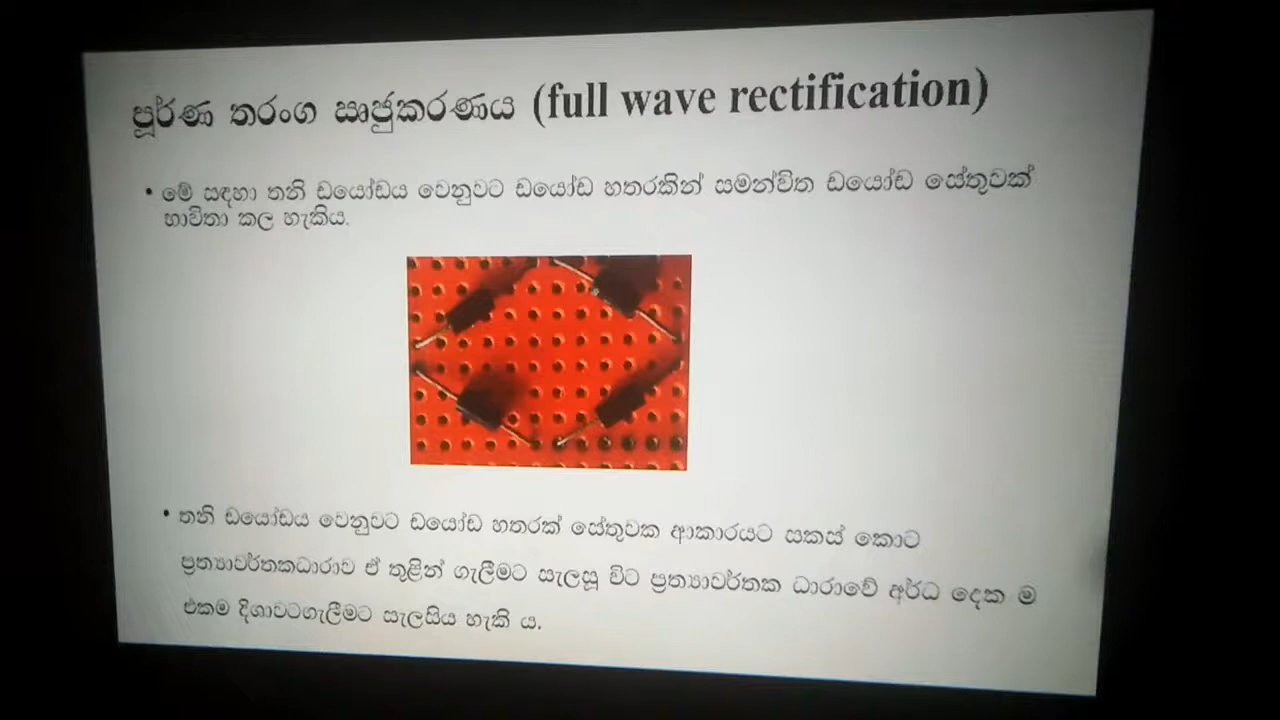 පූර්ණ තරංග ඍජුකරණය (full wave rectification)
• මේ සඳහා තනි ඩයෝඩය වෙනුවට ඩයෝඩ හතරකින් සමන්විත ඩයෝඩ සේතුවක්
භාවිතා කල හැකිය.
• තනි ඩයෝඩය වෙනුවට ඩයෝඩ හතරක් සේතුවක ආකාරයට සකස් කොට
ප්‍රත්‍යාවර්තකධාරාව ඒ තුළින් ගැලීමට සැලසූ විට ප්‍රත්‍යාවර්තක ධාරාවේ අර්ධ දෙක ම
එකම දිශාවටගැලීමට සැලසිය හැකි ය.